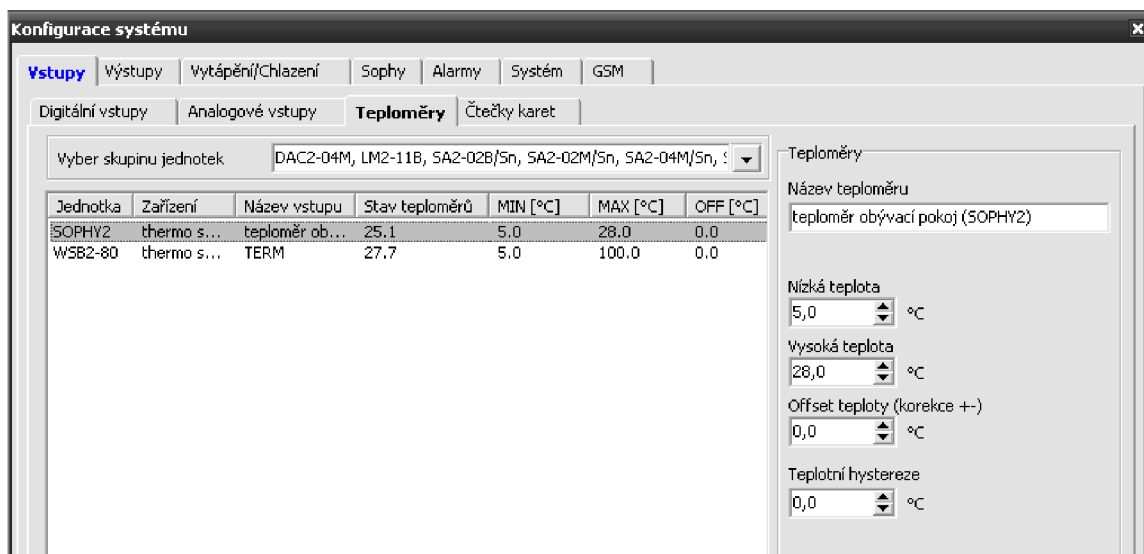 Konfigurace systému
Vstupy Výstupy Vytápění/Chlazení Sophy Alarmy Systém GSM
Digitální vstupy Analogové vstupy Teploměry Čtečky karet
Vyber skupinu jednotek DAC2-04M, LM2-11B, SA2-02B/Sn, SA2-02M/Sn, SA2-04M/Sn,
Jednotka Zařízení Název vstupu Stav teploměrů MIN [°C] MAX [°C] OFF [°C]
SOPHY2 thermo s... teploměr ob... 25.1 5.0 28.0 0.0
WSB2-80 thermo s... TERM 27.7 5.0 100.0 0.0
Teploměry
Název teploměru
teploměr obývací pokoj (SOPHY2)
Nízká teplota
5,0 °C
Vysoká teplota
28,0 °C
Offset teploty (korekce +-)
0,0 °C
Teplotní hystereze
0,0 °C